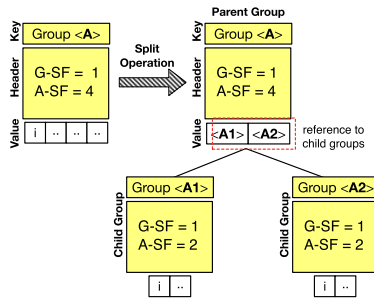 Parent Group
Key
Group <A>
Header
G-SF = 1
A-SF = 4
Value
i .. .. ..
Split
Operation
Key
Group <A>
Header
G-SF = 1
A-SF = 4
Value
<A1> <A2>
reference to
child groups
Child Group
Group <A1>
G-SF = 1
A-SF = 2
i ..
Child Group
Group <A2>
G-SF = 1
A-SF = 2
i ..